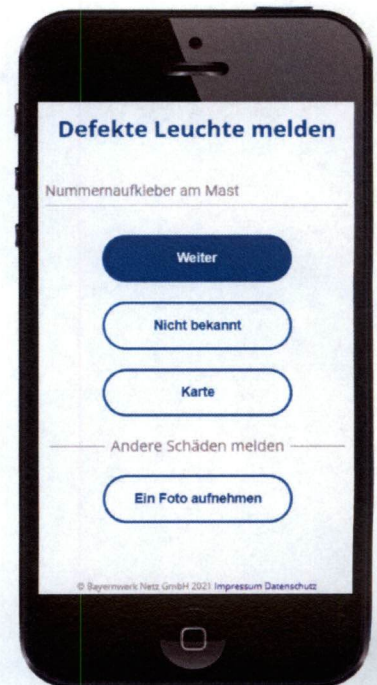 Defekte Leuchte melden
Nummernaufkleber am Mast
Weiter
Nicht bekannt
Karte
Andere Schäden melden
Ein Foto aufnehmen
© Bayernwerk Netz GmbH 2021 Impressum Datenschutz